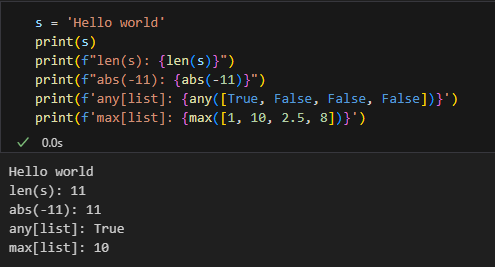 s = 'Hello world'
print(s)
print(f"len(s): {len(s)}")
print(f"abs(-11): {abs(-11)}")
print(f'any[list]: {any([True, False, False, False])}')
print(f'max[list]: {max([1, 10, 2.5, 8])}')
✓ 0.0s
Hello world
len(s): 11
abs(-11): 11
any[list]: True
max[list]: 10